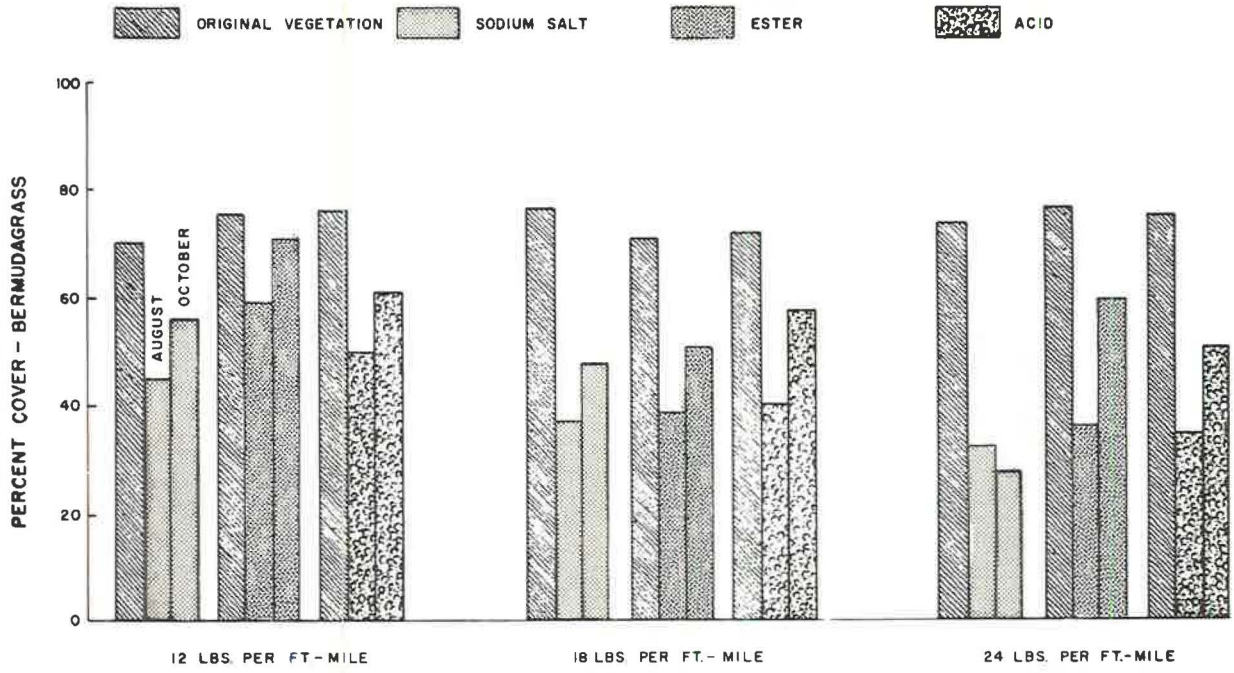 ORIGINAL VEGETATION
SODIUM SALT
ESTER
ACID
PERCENT COVER - BERMUDAGRASS
100
80
60
40
20
0
AUGUST
OCTOBER
12 LBS. PER FT.-MILE
18 LBS. PER FT.-MILE
24 LBS. PER FT.-MILE